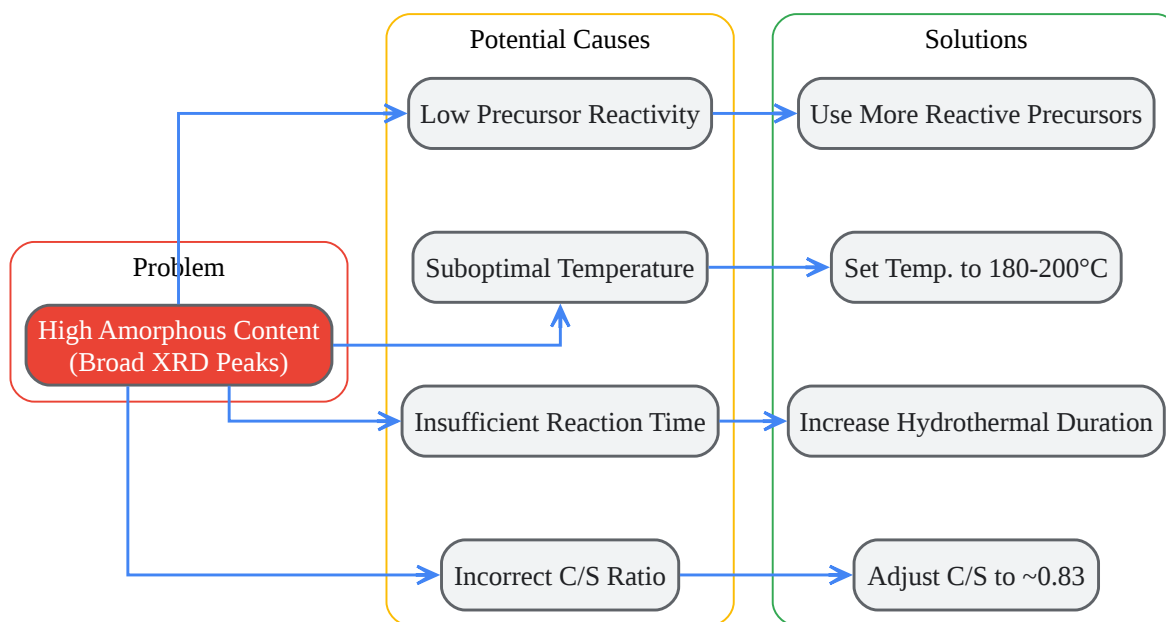 Potential Causes
Solutions
Low Precursor Reactivity
Use More Reactive Precursors
Problem
Suboptimal Temperature
Set Temp. to 180-200°C
High Amorphous Content
(Broad XRD Peaks)
Insufficient Reaction Time
Increase Hydrothermal Duration
Incorrect C/S Ratio
Adjust C/S to ~0.83